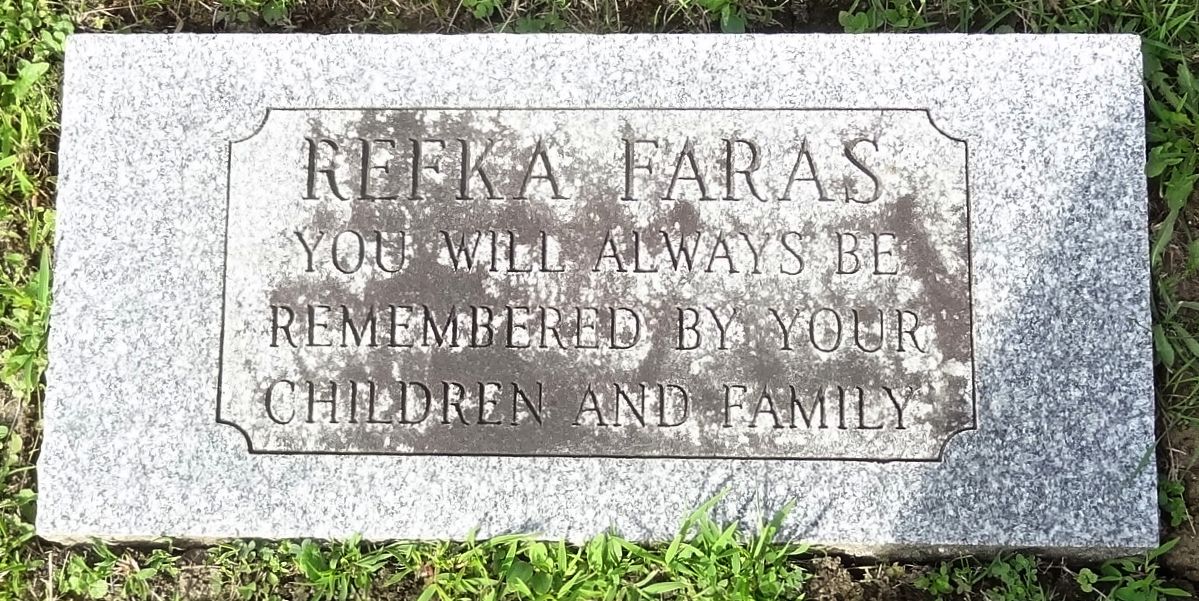 REFKA FARAS
YOU WILL ALWAYS BE
REMEMBERED BY YOUR
CHILDREN AND FAMILY